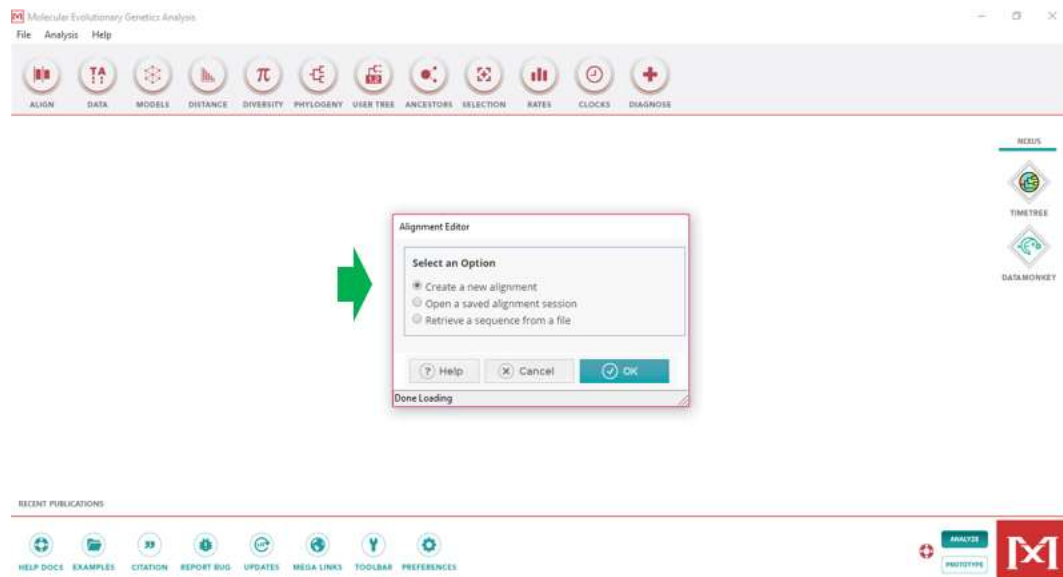 Molecular Evolutionary Genetics Analysis
File Analysis Help
ALIGN DATA MODELS DISTANCE DIVERSITY PHYLOGENY USER TREE ANCESTORS SELECTION RATES CLOCKS DIAGNOSE
NEXUS
TIMETREE
DATAMONKEY
Alignment Editor
Select an Option
Create a new alignment
Open a saved alignment session
Retrieve a sequence from a file
Help Cancel OK
Done Loading
RECENT PUBLICATIONS
HELP DOCS EXAMPLES CITATION REPORT BUG UPDATES MEGA LINKS TOOLBAR PREFERENCES
ANALYZE
PROTOTYPE